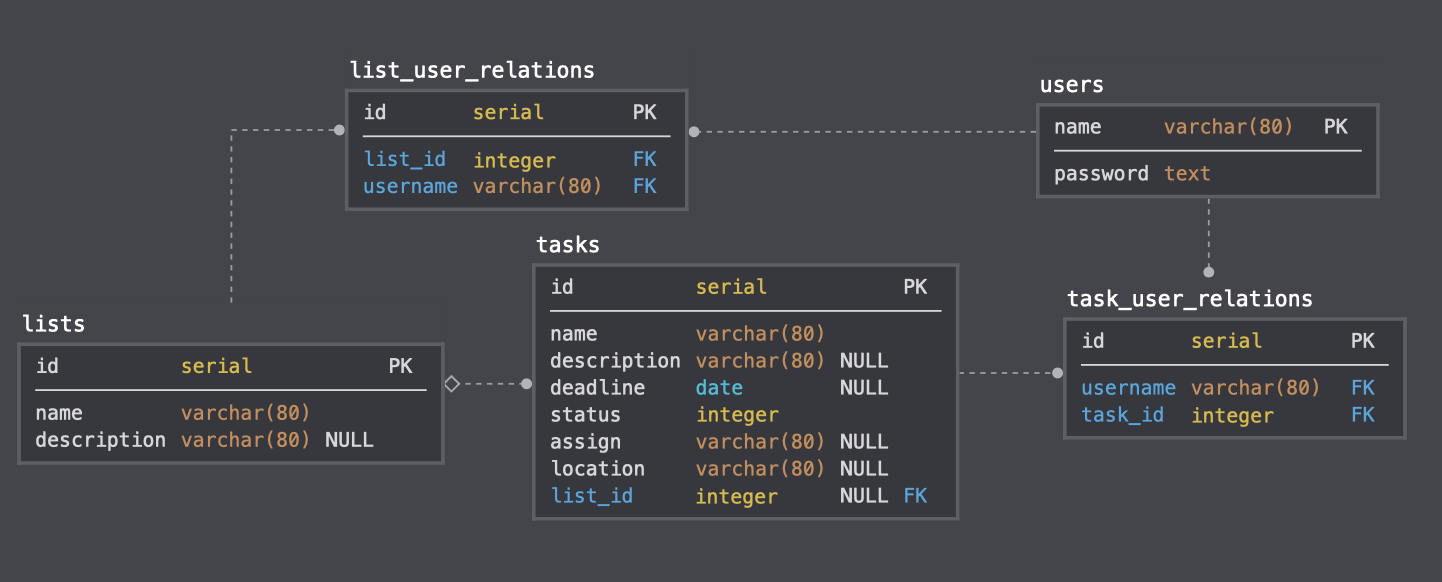 list_user_relations
id serial PK
list_id integer FK
username varchar(80) FK
users
name varchar(80) PK
password text
tasks
id serial PK
name varchar(80)
description varchar(80) NULL
deadline date NULL
status integer
assign varchar(80) NULL
location varchar(80) NULL
list_id integer NULL FK
lists
id serial PK
name varchar(80)
description varchar(80) NULL
task_user_relations
id serial PK
username varchar(80) FK
task_id integer FK